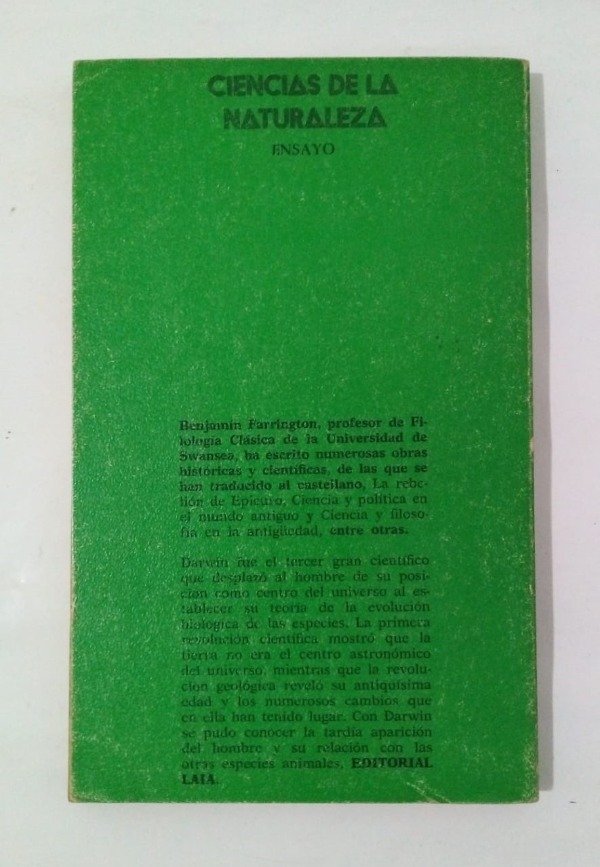 CIENCIAS DE LA
NATURALEZA
ENSAYO
Benjamin Farrington, profesor de Fi-
lología Clásica de la Universidad de
Swansea, ha escrito numerosas obras
históricas y científicas, de las que se
han traducido al castellano, La rebe-
lión de Epicuro, Ciencia y política en
el mundo antiguo y Ciencia y filoso-
fía en la antigüedad, entre otras.
Darwin fue el tercer gran científico
que desplazó al hombre de su posi-
ción como centro del universo al es-
tablecer su teoría de la evolución
biológica de las especies. La primera
revolución científica mostró que la
tierra no era el centro astronómico
del universo, mientras que la revolu-
ción geológica reveló su antiquísima
edad y los numerosos cambios que
en ella han tenido lugar. Con Darwin
se pudo conocer la tardía aparición
del hombre y su relación con las
otras especies animales. EDITORIAL
LAIA.